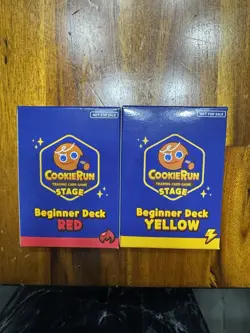 NOT FOR SALE
COOKIERUN
TRADING CARD GAME
STAGE
Beginner Deck
RED
NOT FOR SALE
COOKIERUN
TRADING CARD GAME
STAGE
Beginner Deck
YELLOW